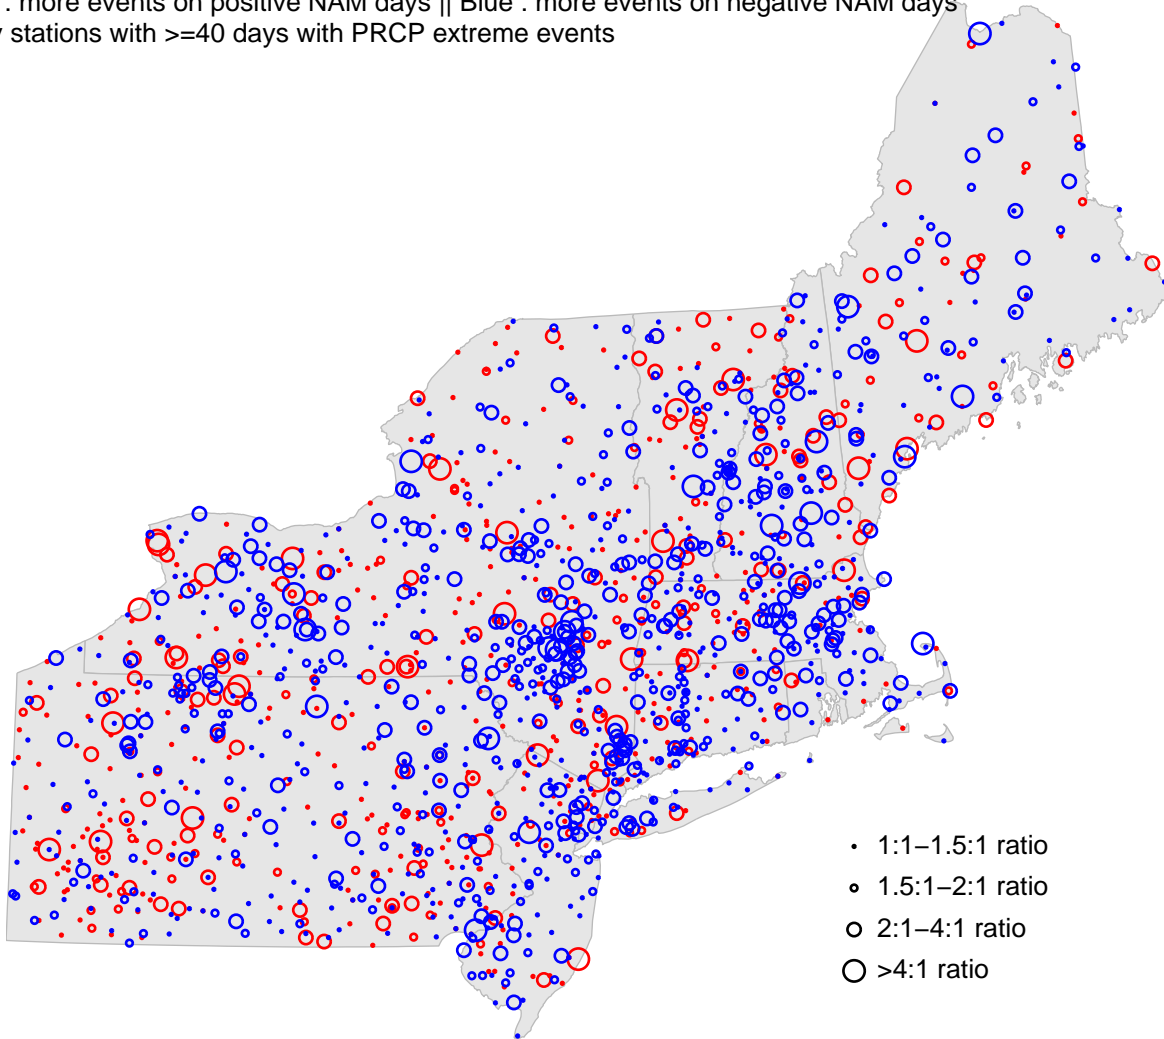 : more events on positive NAM days || Blue : more events on negative NAM days
stations with >=40 days with PRCP extreme events
1:1–1.5:1 ratio
1.5:1–2:1 ratio
2:1–4:1 ratio
>4:1 ratio